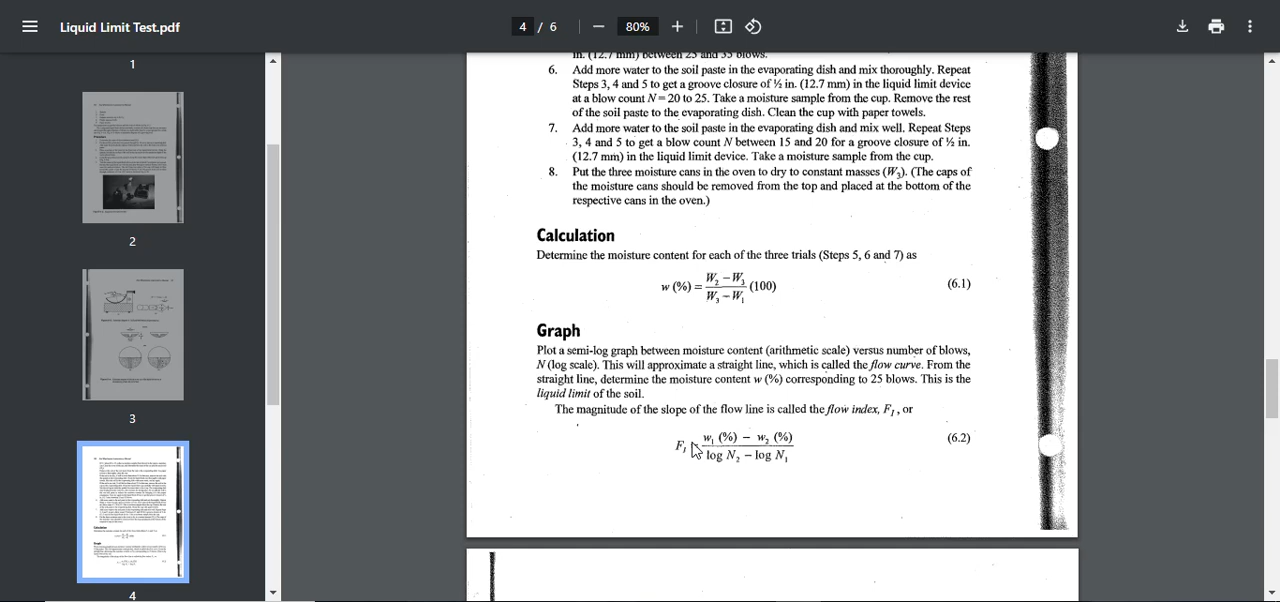 Liquid Limit Test.pdf
4 / 6
80%
1
2
3
4
in. (12.7 mm) between 25 and 35 blows.
6. Add more water to the soil paste in the evaporating dish and mix thoroughly. Repeat
Steps 3, 4 and 5 to get a groove closure of ½ in. (12.7 mm) in the liquid limit device
at a blow count N = 20 to 25. Take a moisture sample from the cup. Remove the rest
of the soil paste to the evaporating dish. Clean the cup with paper towels.
7. Add more water to the soil paste in the evaporating dish and mix well. Repeat Steps
3, 4 and 5 to get a blow count N between 15 and 20 for a groove closure of ½ in.
(12.7 mm) in the liquid limit device. Take a moisture sample from the cup.
8. Put the three moisture cans in the oven to dry to constant masses (W₃). (The caps of
the moisture cans should be removed from the top and placed at the bottom of the
respective cans in the oven.)
Calculation
Determine the moisture content for each of the three trials (Steps 5, 6 and 7) as
w (%) = W₂ – W₃ / W₃ – W₁ (100) (6.1)
Graph
Plot a semi-log graph between moisture content (arithmetic scale) versus number of blows,
N (log scale). This will approximate a straight line, which is called the flow curve. From the
straight line, determine the moisture content w (%) corresponding to 25 blows. This is the
liquid limit of the soil.
The magnitude of the slope of the flow line is called the flow index, F_I, or
F_I w₁ (%) – w₂ (%) / log N₂ – log N₁ (6.2)